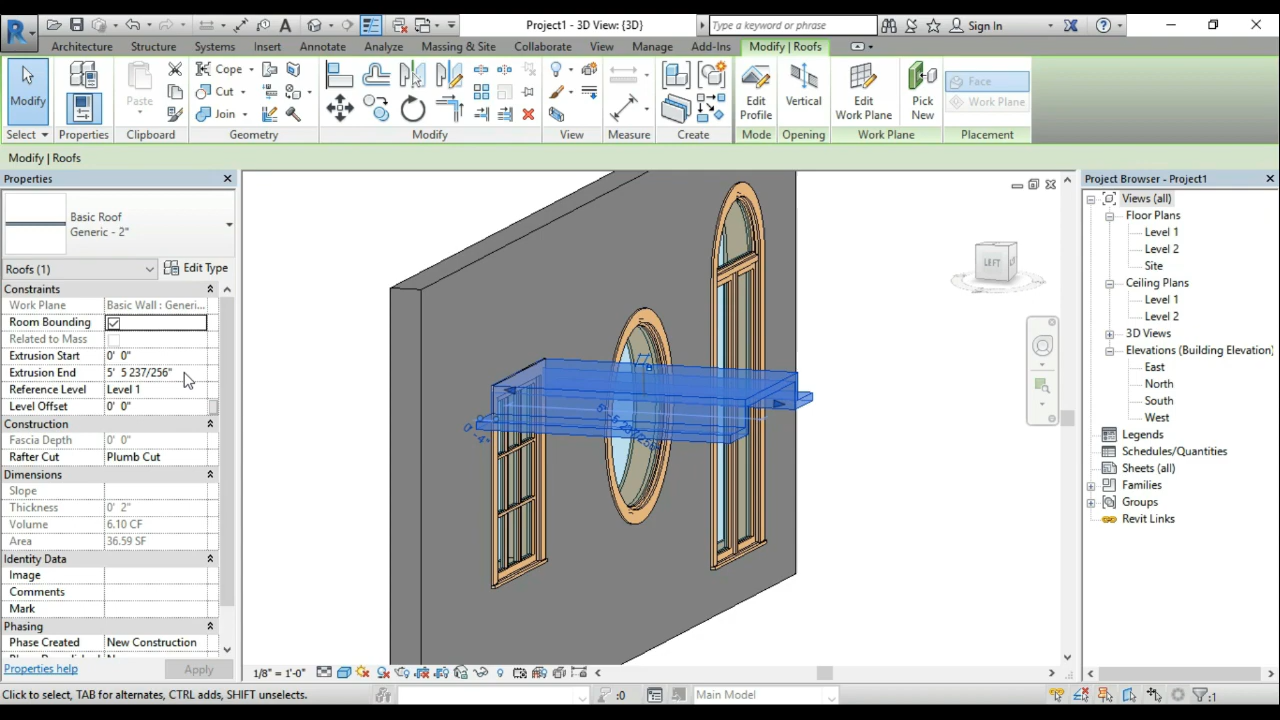 Project1 - 3D View: {3D}
Type a keyword or phrase
Sign In
Architecture Structure Systems Insert Annotate Analyze Massing & Site Collaborate View Manage Add-Ins Modify | Roofs
Modify
Paste
Cope
Cut
Join
Edit Profile
Vertical
Edit Work Plane
Pick New
Face
Work Plane
Select Properties Clipboard Geometry Modify View Measure Create Mode Opening Work Plane Placement
Modify | Roofs
Properties
Basic Roof
Generic - 2"
Roofs (1) Edit Type
Constraints
Work Plane Basic Wall : Generi...
Room Bounding
Related to Mass
Extrusion Start 0' 0"
Extrusion End 5' 5 237/256"
Reference Level Level 1
Level Offset 0' 0"
Construction
Fascia Depth 0' 0"
Rafter Cut Plumb Cut
Dimensions
Slope
Thickness 0' 2"
Volume 6.10 CF
Area 36.59 SF
Identity Data
Image
Comments
Mark
Phasing
Phase Created New Construction
Properties help Apply
LEFT
Project Browser - Project1
Views (all)
Floor Plans
Level 1
Level 2
Site
Ceiling Plans
Level 1
Level 2
3D Views
Elevations (Building Elevation)
East
North
South
West
Legends
Schedules/Quantities
Sheets (all)
Families
Groups
Revit Links
1/8" = 1'-0"
Click to select, TAB for alternates, CTRL adds, SHIFT unselects.
:0
Main Model
:1